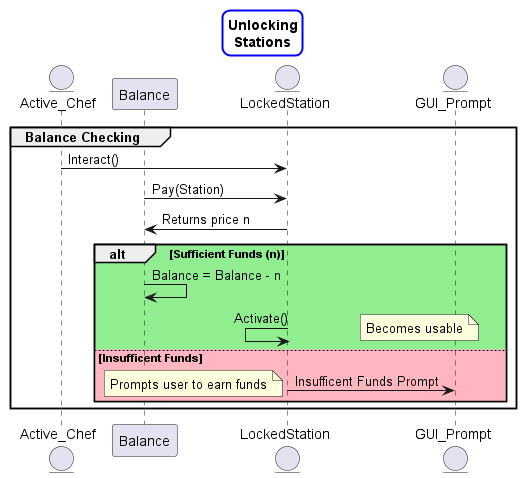 Unlocking
Stations
Active_Chef
Balance
LockedStation
GUI_Prompt
Balance Checking
Interact()
Pay(Station)
Returns price n
alt
[Sufficient Funds (n)]
Balance = Balance - n
Activate()
Becomes usable
[Insufficent Funds]
Prompts user to earn funds
Insufficent Funds Prompt
Active_Chef
Balance
LockedStation
GUI_Prompt